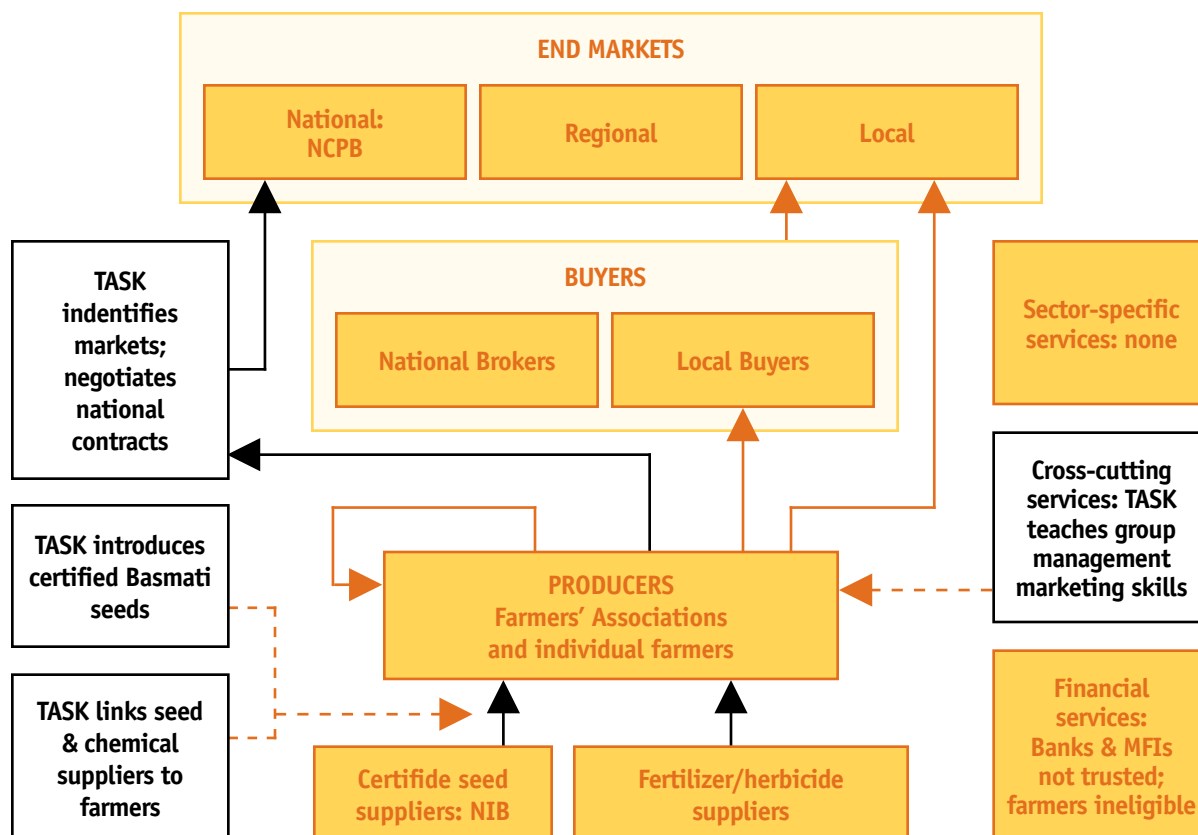 END MARKETS
National:
NCPB
Regional
Local
TASK
indentifies
markets;
negotiates
national
contracts
BUYERS
National Brokers
Local Buyers
Sector-specific
services: none
Cross-cutting
services: TASK
teaches group
management
marketing skills
TASK introduces
certified Basmati
seeds
PRODUCERS
Farmers’ Associations
and individual farmers
TASK links seed
& chemical
suppliers to
farmers
Certifide seed
suppliers: NIB
Fertilizer/herbicide
suppliers
Financial
services:
Banks & MFIs
not trusted;
farmers ineligible